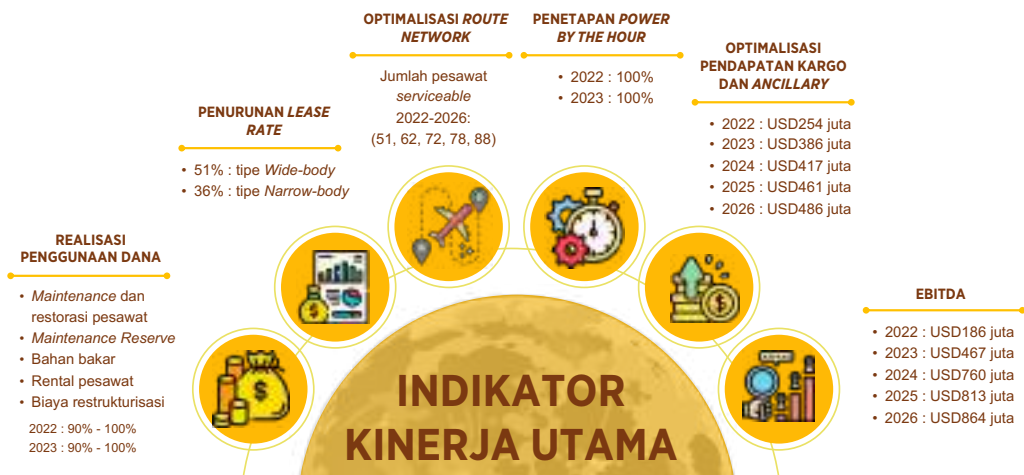 REALISASI
PENGGUNAAN DANA
• Maintenance dan
restorasi pesawat
• Maintenance Reserve
• Bahan bakar
• Rental pesawat
• Biaya restrukturisasi
2022 : 90% - 100%
2023 : 90% - 100%
PENURUNAN LEASE
RATE
• 51% : tipe Wide-body
• 36% : tipe Narrow-body
OPTIMALISASI ROUTE
NETWORK
Jumlah pesawat
serviceable
2022-2026:
(51, 62, 72, 78, 88)
PENETAPAN POWER
BY THE HOUR
• 2022 : 100%
• 2023 : 100%
OPTIMALISASI
PENDAPATAN KARGO
DAN ANCILLARY
• 2022 : USD254 juta
• 2023 : USD386 juta
• 2024 : USD417 juta
• 2025 : USD461 juta
• 2026 : USD486 juta
EBITDA
• 2022 : USD186 juta
• 2023 : USD467 juta
• 2024 : USD760 juta
• 2025 : USD813 juta
• 2026 : USD864 juta
INDIKATOR
KINERJA UTAMA